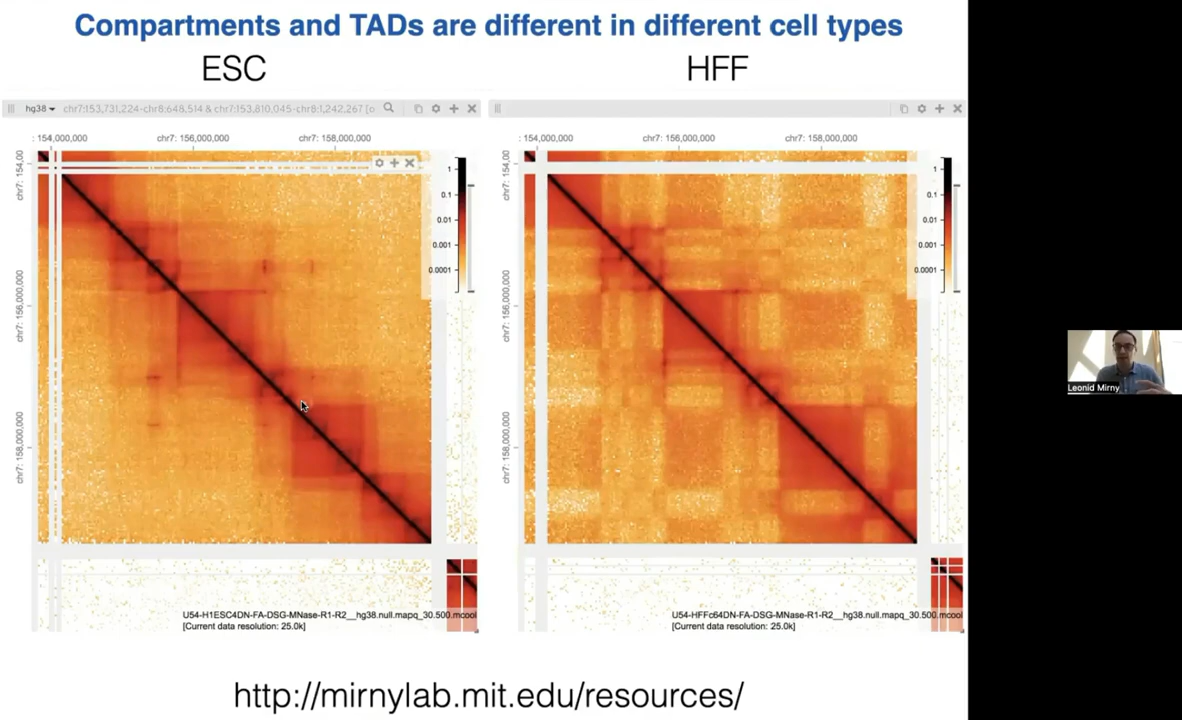 Compartments and TADs are different in different cell types
ESC
HFF
hg38 chr7:153,731,224-chr8:648,514 & chr7:153,810,045-chr8:1,242,267 [o
: 154,000,000 chr7: 156,000,000 chr7: 158,000,000
: 154,000,000 chr7: 156,000,000 chr7: 158,000,000
chr7: 154,00
chr7: 156,000,000
chr7: 158,000,000
1
0.1
0.01
0.001
0.0001
chr7: 154,00
chr7: 156,000,000
chr7: 158,000,000
1
0.1
0.01
0.001
0.0001
U54-H1ESC4DN-FA-DSG-MNase-R1-R2__hg38.null.mapq_30.500.mcool
[Current data resolution: 25.0k]
U54-HFFc64DN-FA-DSG-MNase-R1-R2__hg38.null.mapq_30.500.mcool
[Current data resolution: 25.0k]
http://mirnylab.mit.edu/resources/
Leonid Mirny